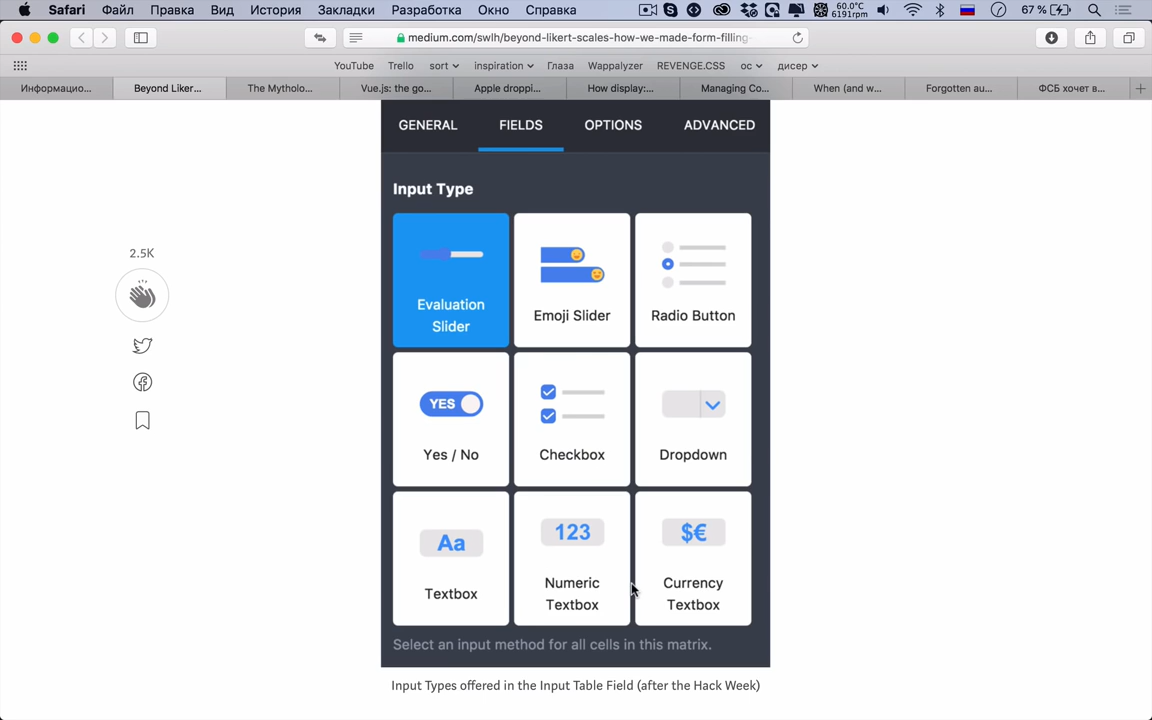 Safari Файл Правка Вид История Закладки Разработка Окно Справка 60.0°C 6191rpm 67 %
medium.com/swlh/beyond-likert-scales-how-we-made-form-filling-
YouTube Trello sort inspiration Глаза Wappalyzer REVENGE.CSS ос дисер
Информацио... Beyond Liker... The Mytholo... Vue.js: the go... Apple droppi... How display:... Managing Co... When (and w... Forgotten au... ФСБ хочет в...
GENERAL FIELDS OPTIONS ADVANCED
Input Type
2.5K
Evaluation
Slider
Emoji Slider
Radio Button
YES
Yes / No
Checkbox
Dropdown
Aa
Textbox
123
Numeric
Textbox
$€
Currency
Textbox
Select an input method for all cells in this matrix.
Input Types offered in the Input Table Field (after the Hack Week)